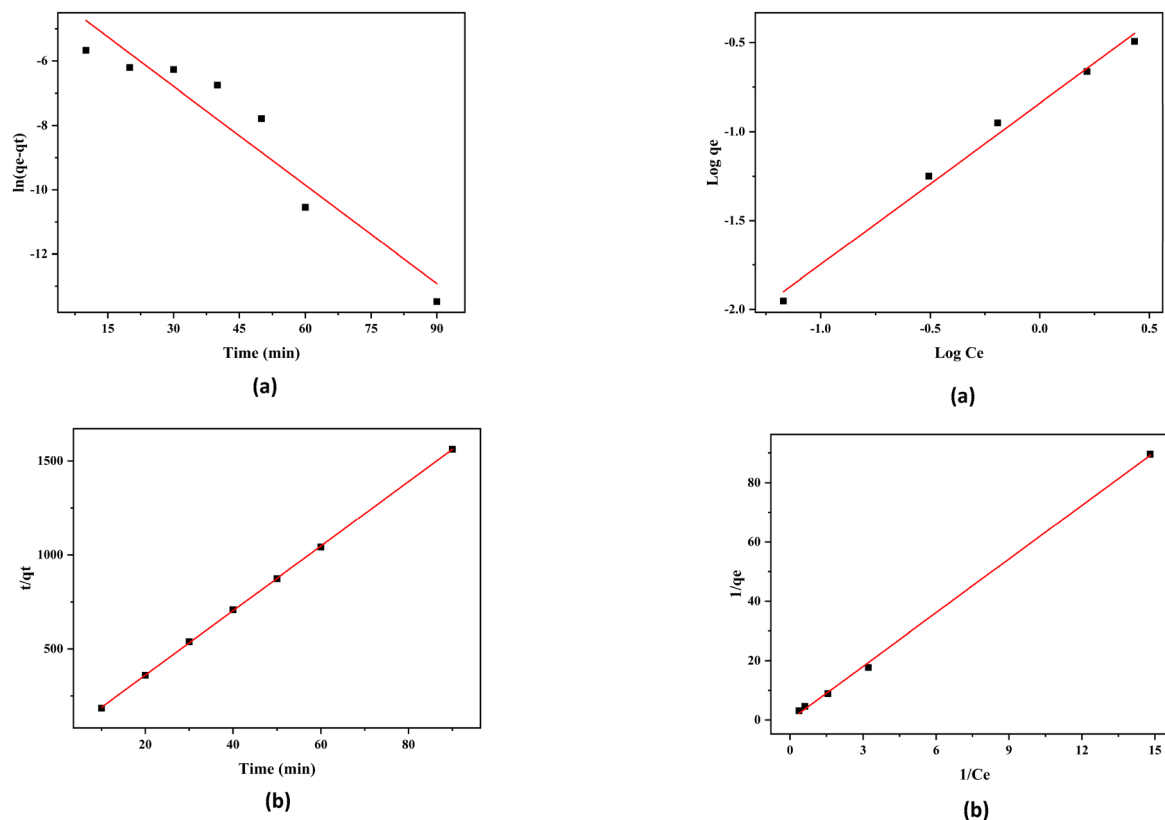 -6
-8
-10
-12
ln(qe-qt)
15 30 45 60 75 90
Time (min)
(a)
-0.5
-1.0
-1.5
-2.0
Log qe
-1.0 -0.5 0.0 0.5
Log Ce
(a)
1500
1000
500
t/qt
20 40 60 80
Time (min)
(b)
80
60
40
20
0
1/qe
0 3 6 9 12 15
1/Ce
(b)